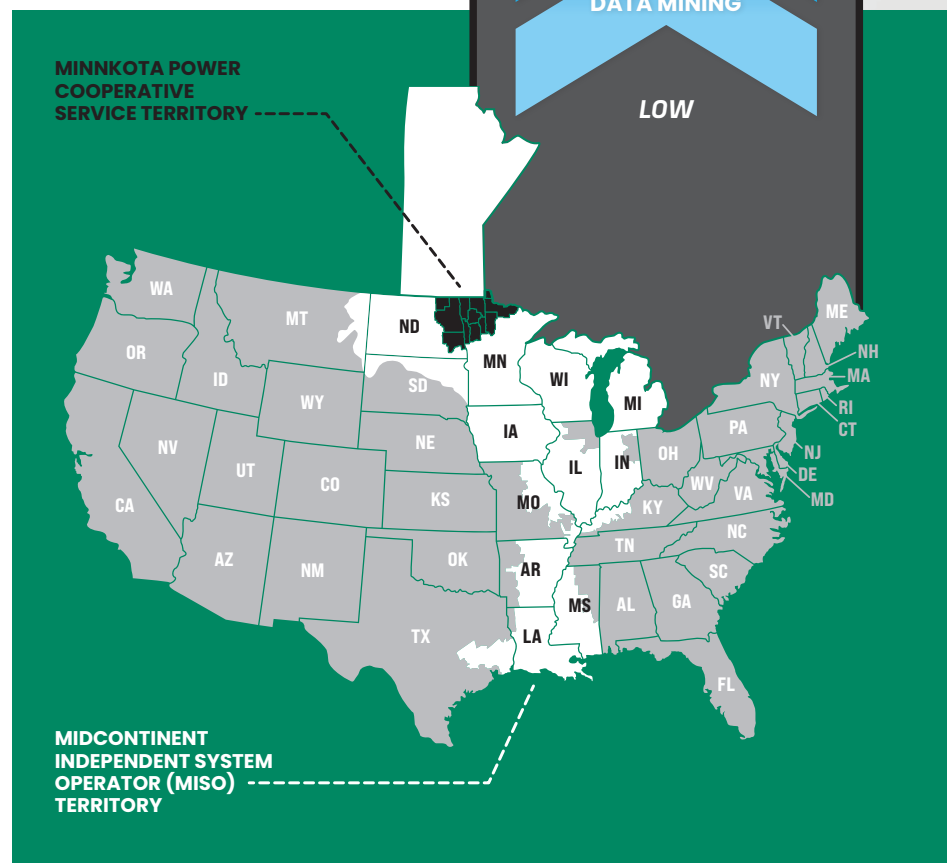 DATA MINING
LOW
MINNKOTA POWER
COOPERATIVE
SERVICE TERRITORY
WA
MT
ND
MN
ME
VT
NH
OR
ID
SD
WI
NY
MA
WY
MI
RI
CT
IA
PA
NV
NE
NJ
UT
IL
IN
OH
DE
CO
WV
MD
CA
KS
MO
KY
VA
NC
AZ
NM
OK
AR
TN
SC
MS
AL
GA
TX
LA
FL
MIDCONTINENT
INDEPENDENT SYSTEM
OPERATOR (MISO)
TERRITORY